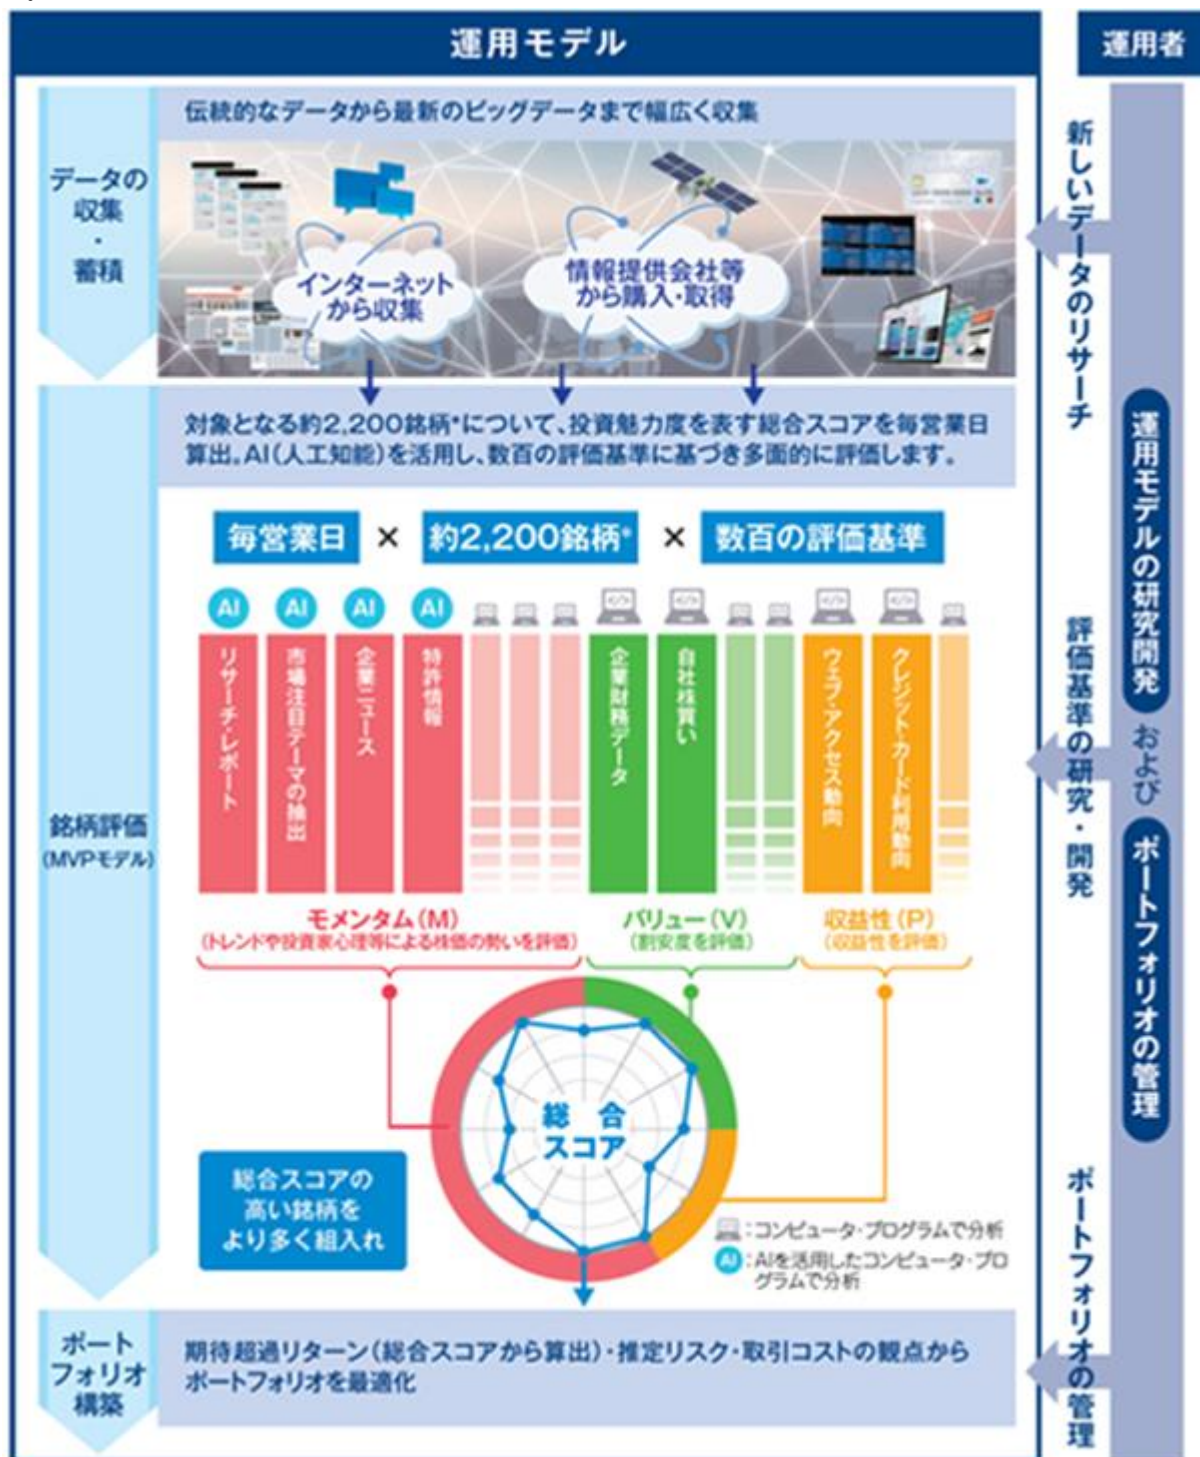 運用モデル
運用者
データの
収集
・
蓄積
伝統的なデータから最新のビッグデータまで幅広く収集
インターネット
から収集
情報提供会社等
から購入・取得
新しいデータのリサーチ
銘柄評価
(MVPモデル)
対象となる約2,200銘柄*について、投資魅力度を表す総合スコアを毎営業日
算出。AI(人工知能)を活用し、数百の評価基準に基づき多面的に評価します。
毎営業日 × 約2,200銘柄* × 数百の評価基準
AI
AI
AI
AI
リサーチ・レポート
市場注目テーマの抽出
企業ニュース
特許情報
企業財務データ
自社株買い
ウェブ・アクセス動向
クレジット・カード利用動向
モメンタム(M)
(トレンドや投資家心理等による株価の勢いを評価)
バリュー(V)
(割安度を評価)
収益性(P)
(収益性を評価)
総合
スコア
総合スコアの
高い銘柄を
より多く組入れ
:コンピュータ・プログラムで分析
AI:AIを活用したコンピュータ・プロ
グラムで分析
評価基準の研究・開発
運用モデルの研究開発
および
ポートフォリオの管理
ポート
フォリオ
構築
期待超過リターン(総合スコアから算出)・推定リスク・取引コストの観点から
ポートフォリオを最適化
ポートフォリオの管理